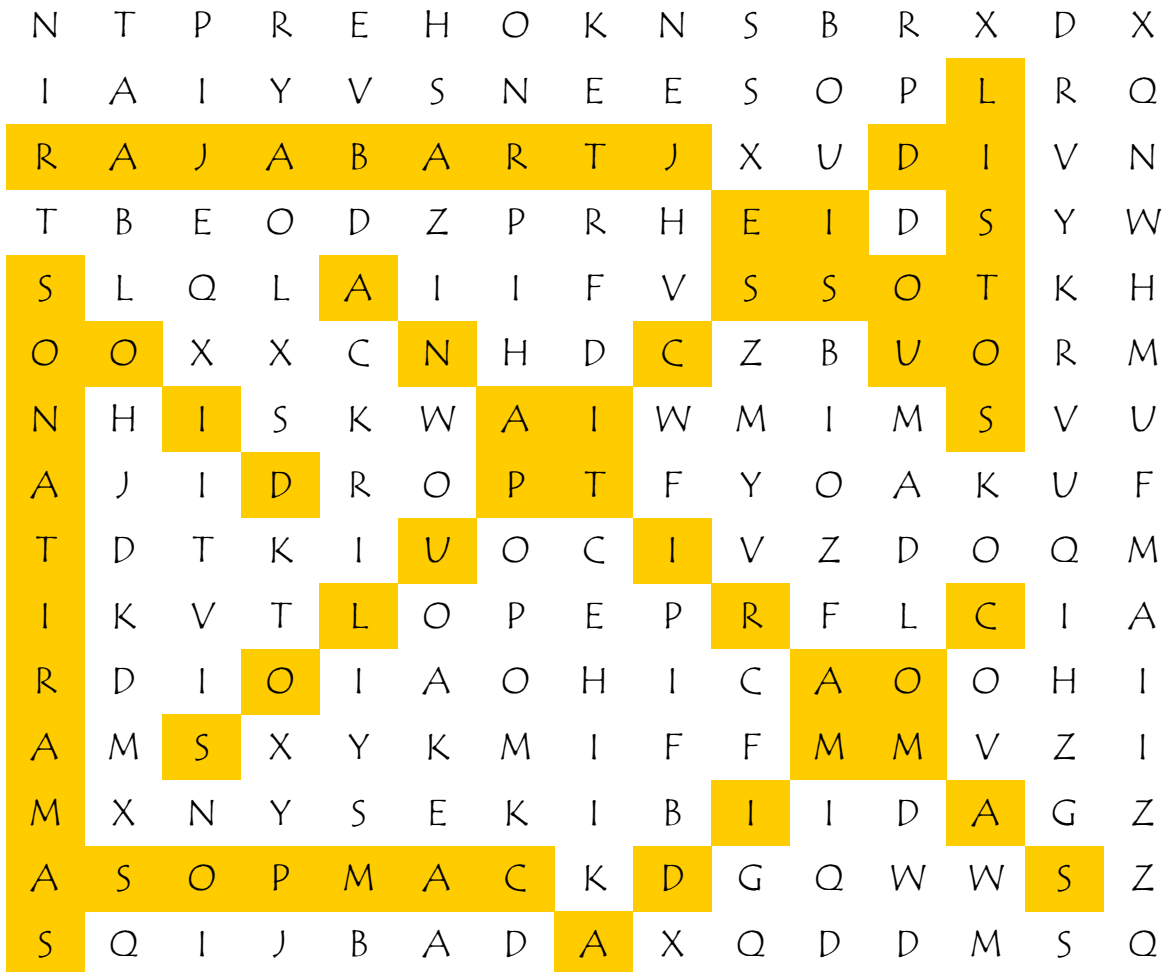 N T P R E H O K N S B R X D X
I A I Y V S N E E S O P L R Q
R A J A B A R T J X U D I V N
T B E O D Z P R H E I D S Y W
S L Q L A I I F V S S O T K H
O O X X C N H D C Z B U O R M
N H I S K W A I W M I M S V U
A J I D R O P T F Y O A K U F
T D T K I U O C I V Z D O Q M
I K V T L O P E P R F L C I A
R D I O I A O H I C A O O H I
A M S X Y K M I F F M M V Z I
M X N Y S E K I B I I D A G Z
A S O P M A C K D G Q W W S Z
S Q I J B A D A X Q D D M S Q